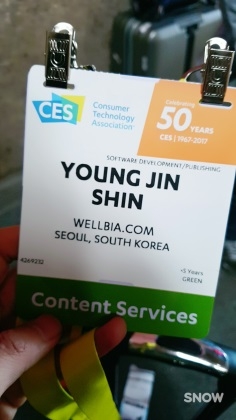 CES
Consumer
Technology
Association
Celebrating
50 YEARS
CES | 1967-2017
SOFTWARE DEVELOPMENT/PUBLISHING
YOUNG JIN
SHIN
WELLBIA.COM
SEOUL, SOUTH KOREA
<5 Years
GREEN
Content Services
SNOW